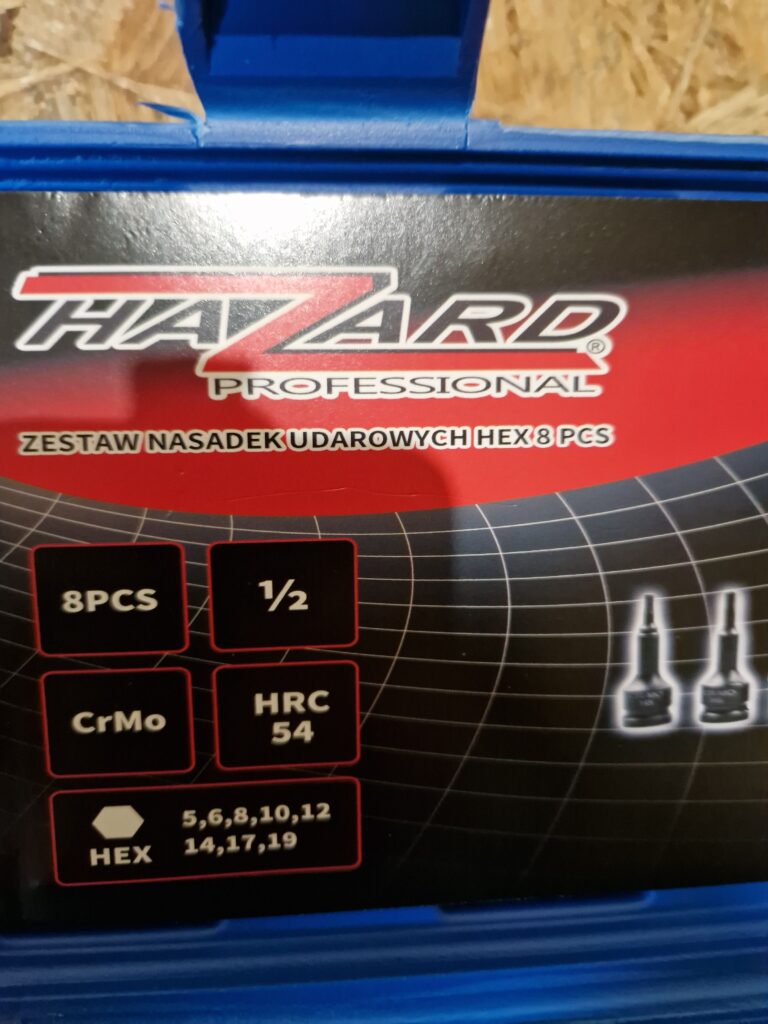 HAZARD®
PROFESSIONAL
ZESTAW NASADEK UDAROWYCH HEX 8 PCS
8PCS
½
CrMo
HRC
54
HEX
5,6,8,10,12
14,17,19